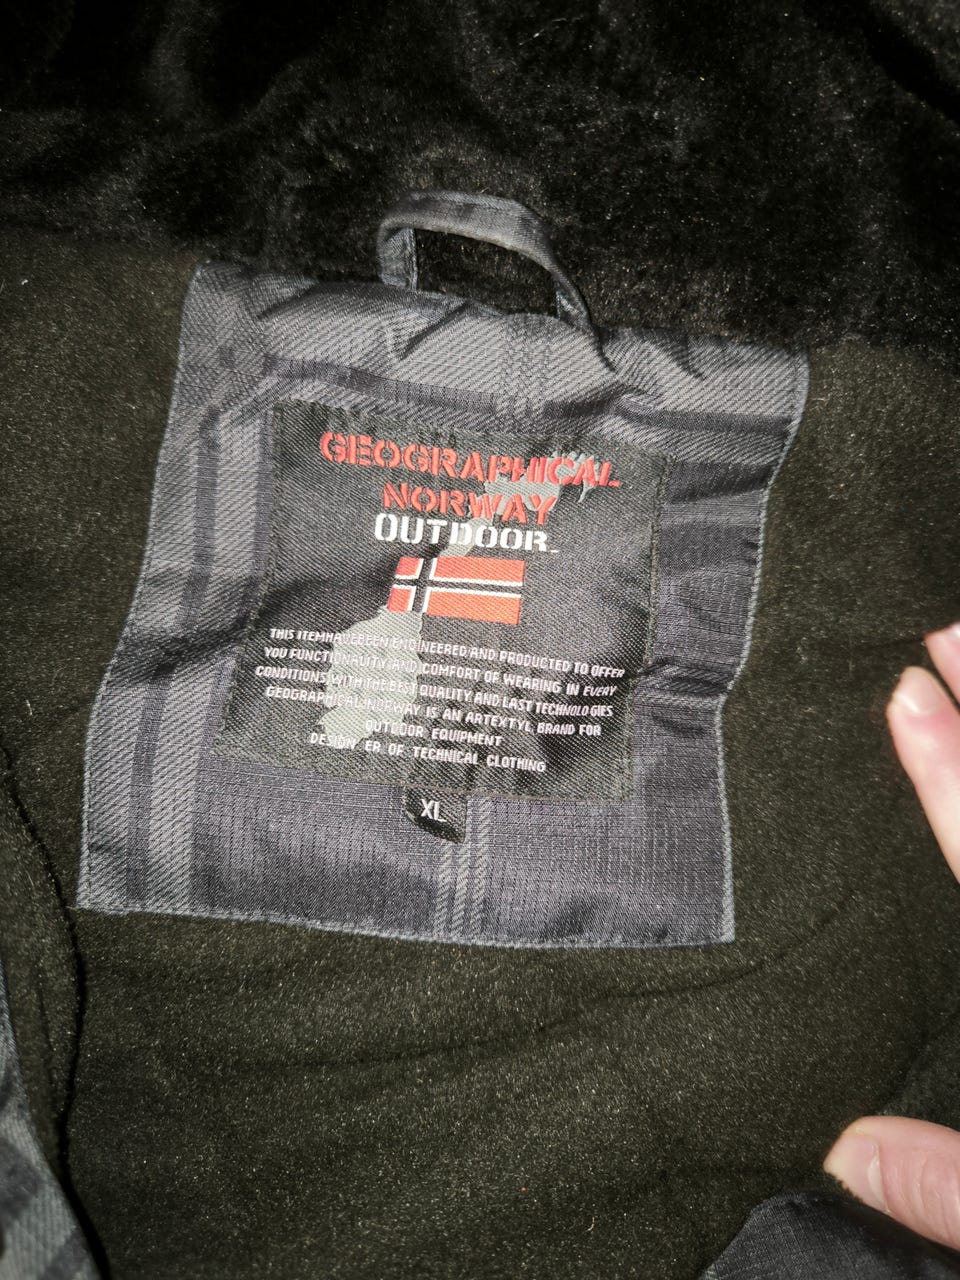 GEOGRAPHICAL
NORWAY
OUTDOOR
THIS ITEMHAVEBEEN ENGINEERED AND PRODUCTED TO OFFER
YOU FUNCTIONALITY AND COMFORT OF WEARING IN EVERY
CONDITIONS WITH THE BEST QUALITY AND LAST TECHNOLOGIES
GEOGRAPHICAL NORWAY IS AN ARTEXTYL BRAND FOR
OUTDOOR EQUIPMENT
DESIGN ER OF TECHNICAL CLOTHING
XL